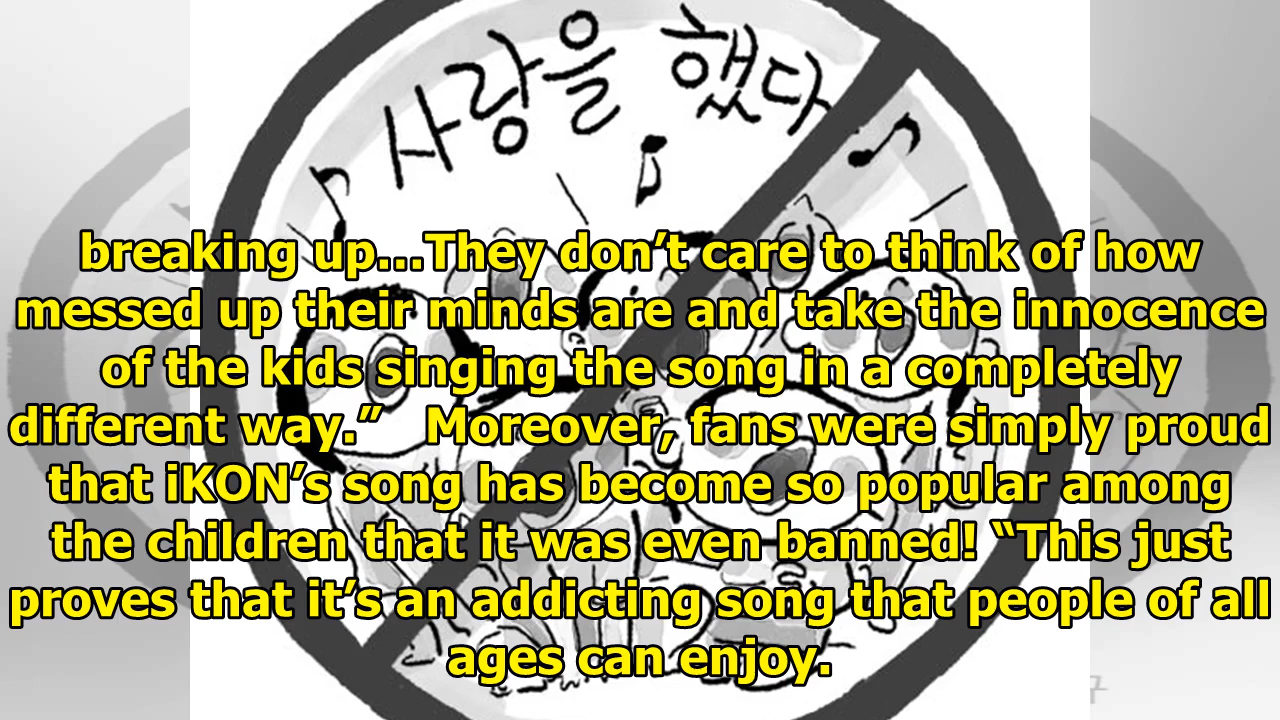 사랑을 했다
breaking up...They don't care to think of how
messed up their minds are and take the innocence
of the kids singing the song in a completely
different way.”   Moreover, fans were simply proud
that iKON’s song has become so popular among
the children that it was even banned! “This just
proves that it’s an addicting song that people of all
ages can enjoy.